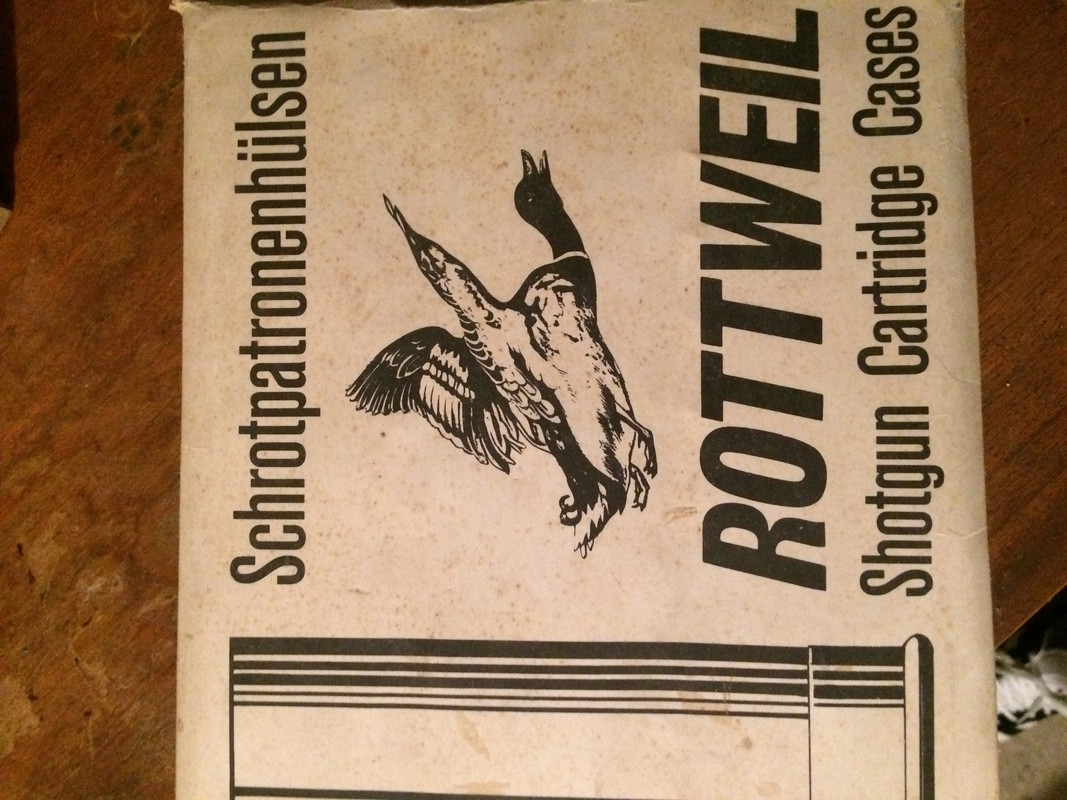 Schrotpatronenhülsen
ROTTWEIL
Shotgun Cartridge Cases